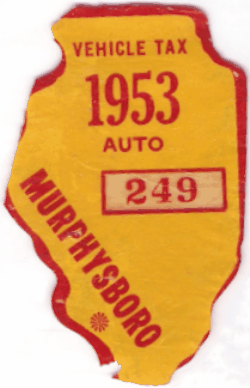 VEHICLE TAX
1953
AUTO
249
MURPHYSBORO